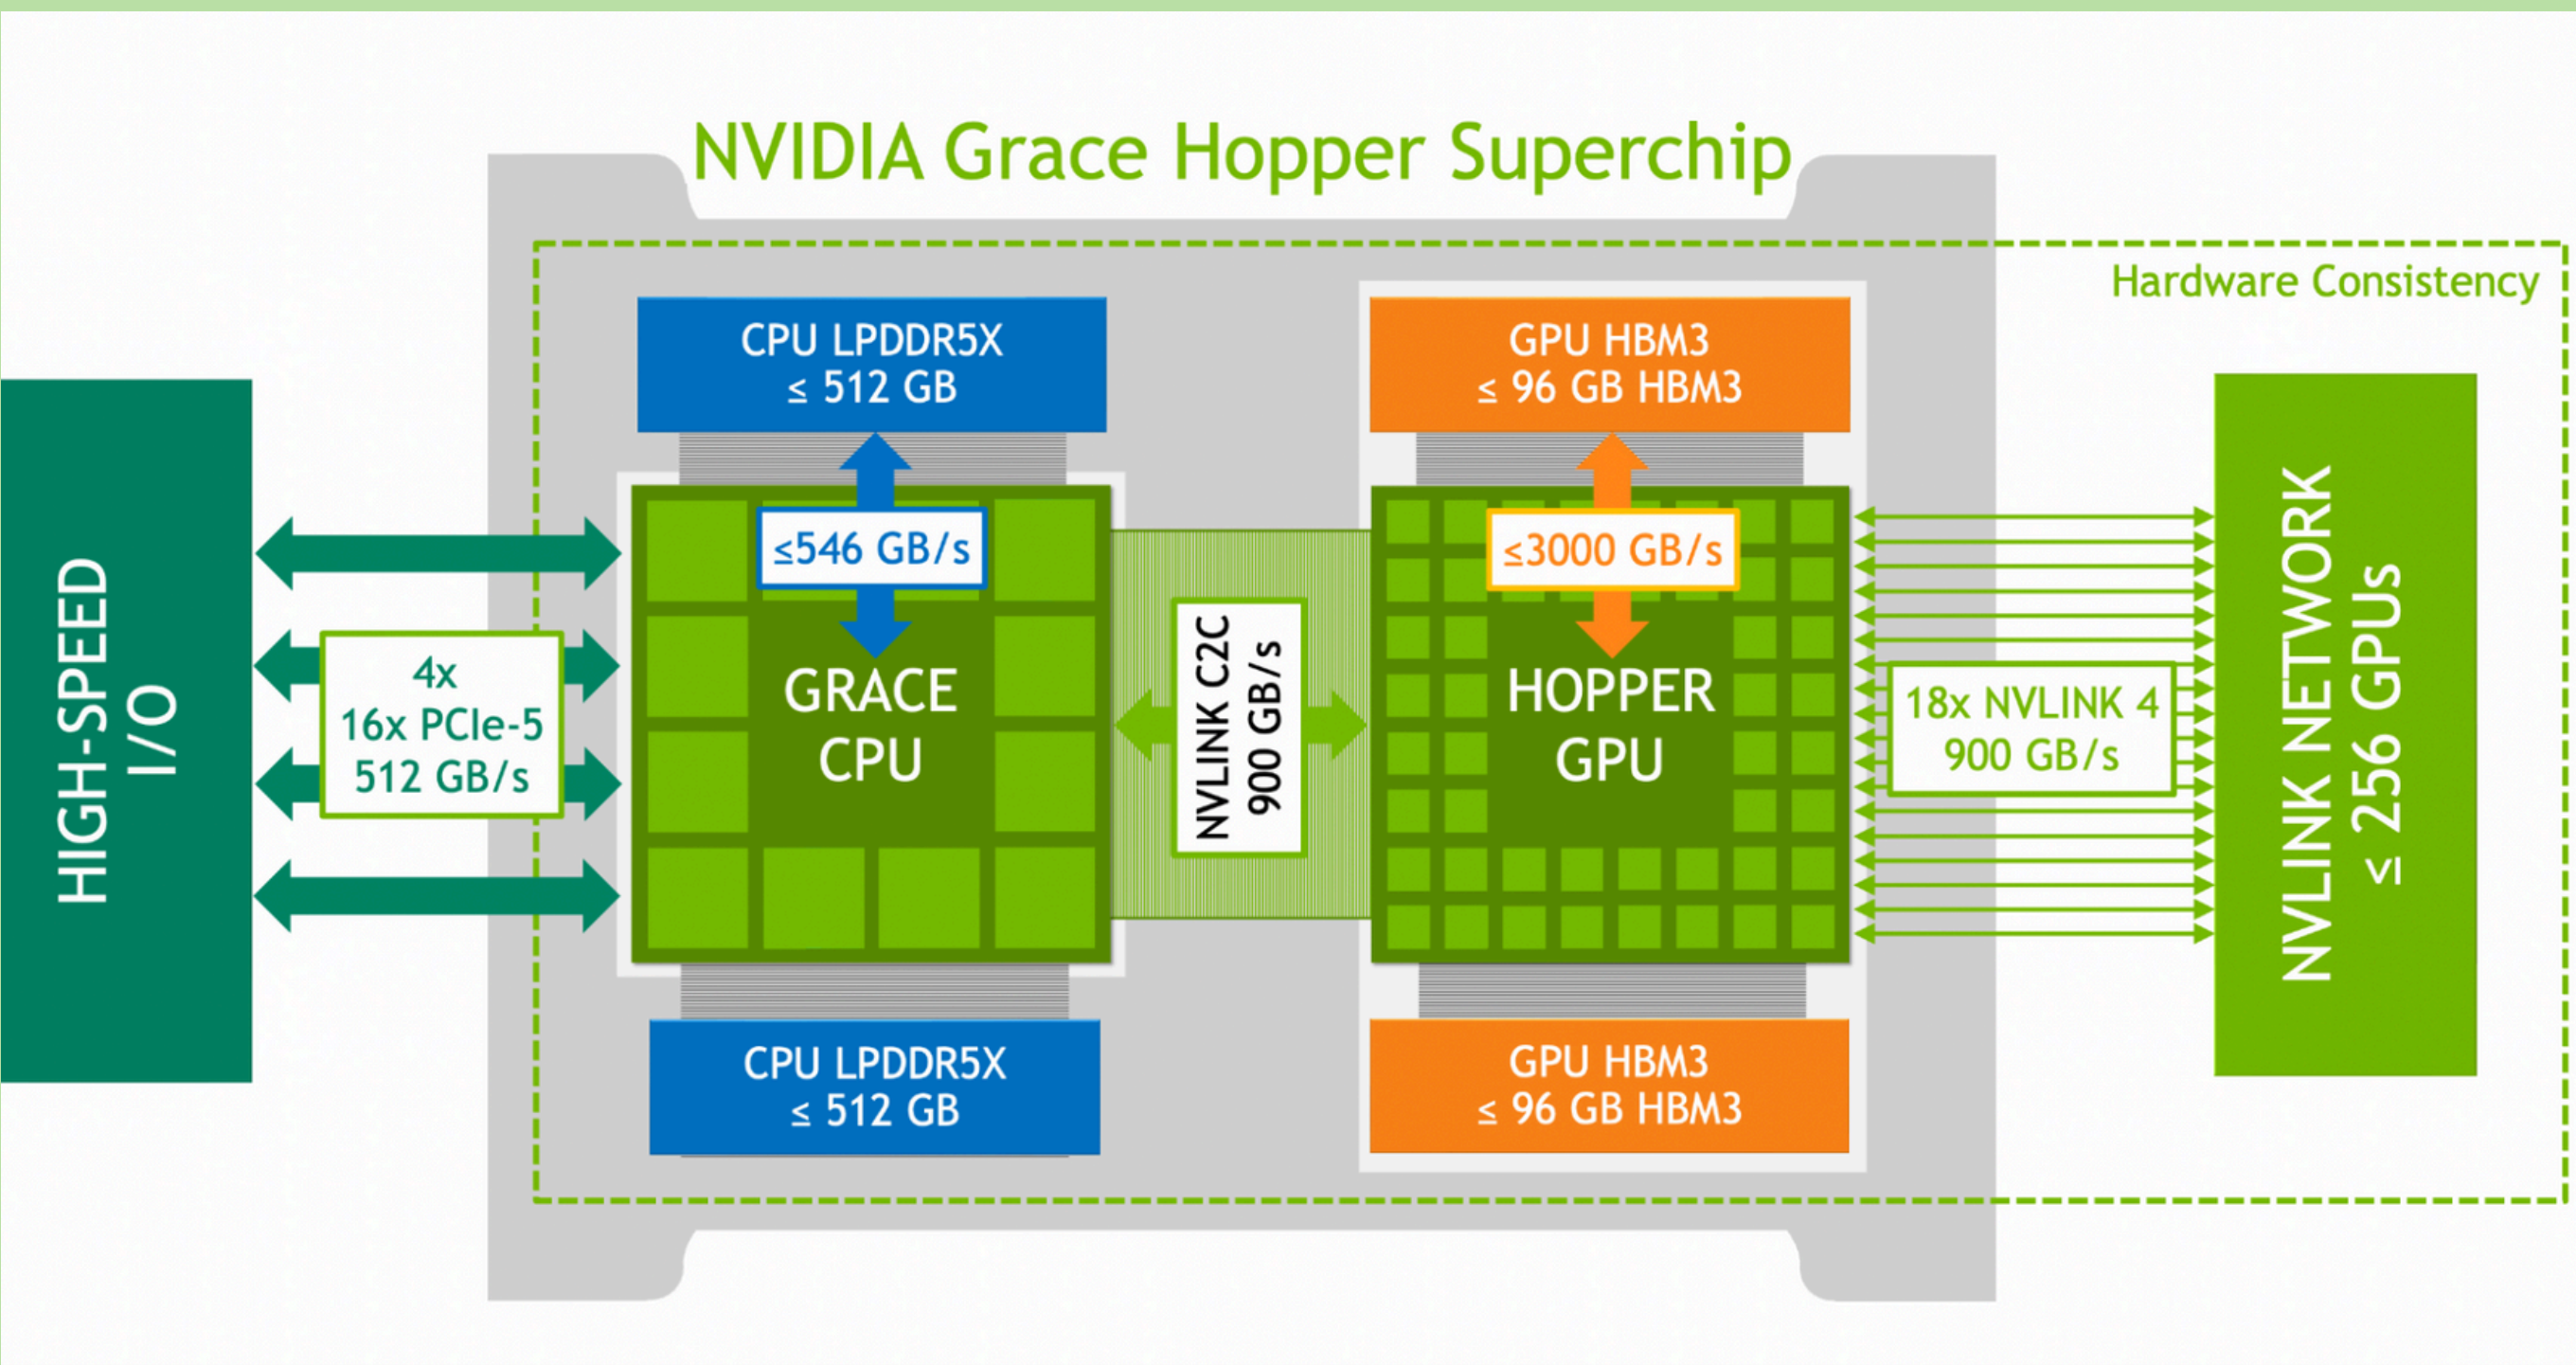 NVIDIA Grace Hopper Superchip
Hardware Consistency
CPU LPDDR5X
≤ 512 GB
GPU HBM3
≤ 96 GB HBM3
HIGH-SPEED
I/O
4x
16x PCIe-5
512 GB/s
≤546 GB/s
GRACE
CPU
NVLINK C2C
900 GB/s
≤3000 GB/s
HOPPER
GPU
18x NVLINK 4
900 GB/s
NVLINK NETWORK
≤ 256 GPUs
CPU LPDDR5X
≤ 512 GB
GPU HBM3
≤ 96 GB HBM3